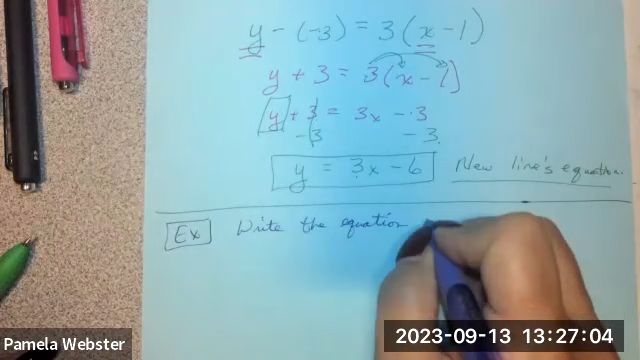 y - (-3) = 3(x - 1)
y + 3 = 3(x - 1)
y + 3 = 3x - 3
- 3 - 3
y = 3x - 6 New line's equation.
Ex Write the equation
Pamela Webster
2023-09-13 13:27:04